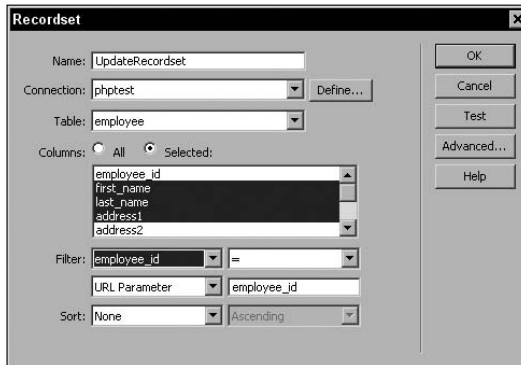 Recordset
Name: UpdateRecordset
OK
Connection: phptest Define...
Cancel
Table: employee
Test
Columns: All Selected:
Advanced...
employee_id
first_name
last_name
address1
address2
Help
Filter: employee_id =
URL Parameter employee_id
Sort: None Ascending